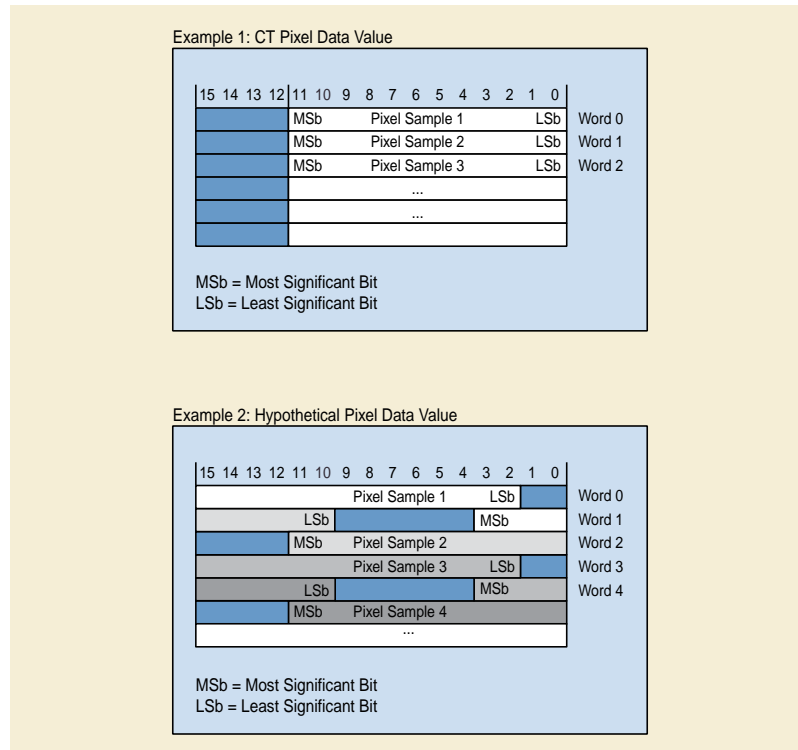 Example 1: CT Pixel Data Value
15 14 13 12 11 10 9 8 7 6 5 4 3 2 1 0
MSb Pixel Sample 1 LSb Word 0
MSb Pixel Sample 2 LSb Word 1
MSb Pixel Sample 3 LSb Word 2
...
...
MSb = Most Significant Bit
LSb = Least Significant Bit
Example 2: Hypothetical Pixel Data Value
15 14 13 12 11 10 9 8 7 6 5 4 3 2 1 0
Pixel Sample 1 LSb Word 0
LSb MSb Word 1
MSb Pixel Sample 2 Word 2
Pixel Sample 3 LSb Word 3
LSb MSb Word 4
MSb Pixel Sample 4
...
MSb = Most Significant Bit
LSb = Least Significant Bit